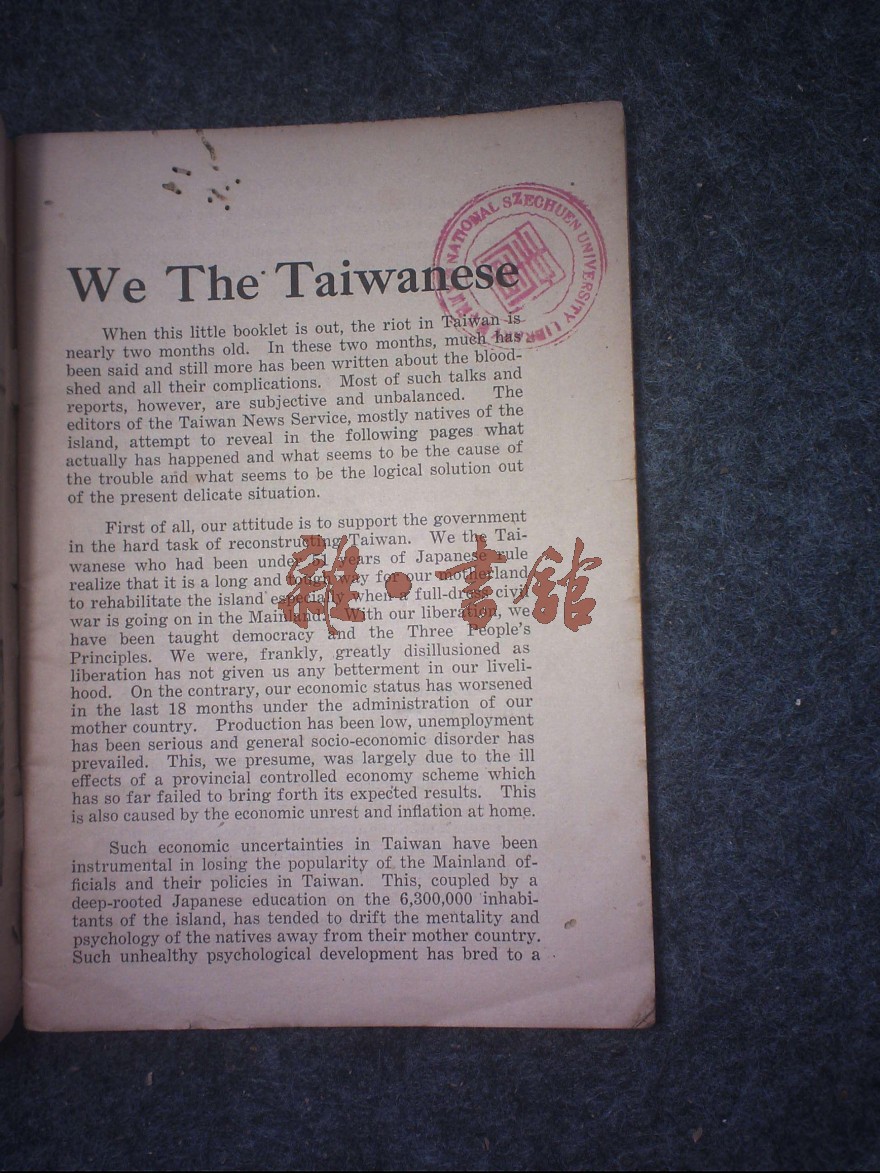 NATIONAL SZECHUEN UNIVERSITY LIBRARY
We The Taiwanese
When this little booklet is out, the riot in Taiwan is
nearly two months old. In these two months, much has
been said and still more has been written about the blood-
shed and all their complications. Most of such talks and
reports, however, are subjective and unbalanced. The
editors of the Taiwan News Service, mostly natives of the
island, attempt to reveal in the following pages what
actually has happened and what seems to be the cause of
the trouble and what seems to be the logical solution out
of the present delicate situation.
First of all, our attitude is to support the government
in the hard task of reconstructing Taiwan. We the Tai-
wanese who had been under 51 years of Japanese rule
realize that it is a long and tough way for our motherland
to rehabilitate the island especially when a full-dress civil
war is going on in the Mainland. With our liberation, we
have been taught democracy and the Three People's
Principles. We were, frankly, greatly disillusioned as
liberation has not given us any betterment in our liveli-
hood. On the contrary, our economic status has worsened
in the last 18 months under the administration of our
mother country. Production has been low, unemployment
has been serious and general socio-economic disorder has
prevailed. This, we presume, was largely due to the ill
effects of a provincial controlled economy scheme which
has so far failed to bring forth its expected results. This
is also caused by the economic unrest and inflation at home.
Such economic uncertainties in Taiwan have been
instrumental in losing the popularity of the Mainland of-
ficials and their policies in Taiwan. This, coupled by a
deep-rooted Japanese education on the 6,300,000 inhabi-
tants of the island, has tended to drift the mentality and
psychology of the natives away from their mother country.
Such unhealthy psychological development has bred to a
雜·書館